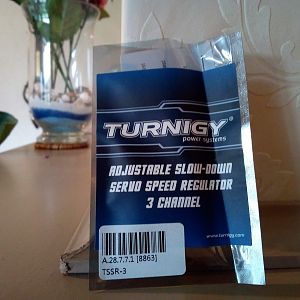 TURNIGY
power systems
ADJUSTABLE SLOW-DOWN
SERVO SPEED REGULATOR
3 CHANNEL
www.turnigy.com
A.28.7.7.1 [8863]
TSSR-3